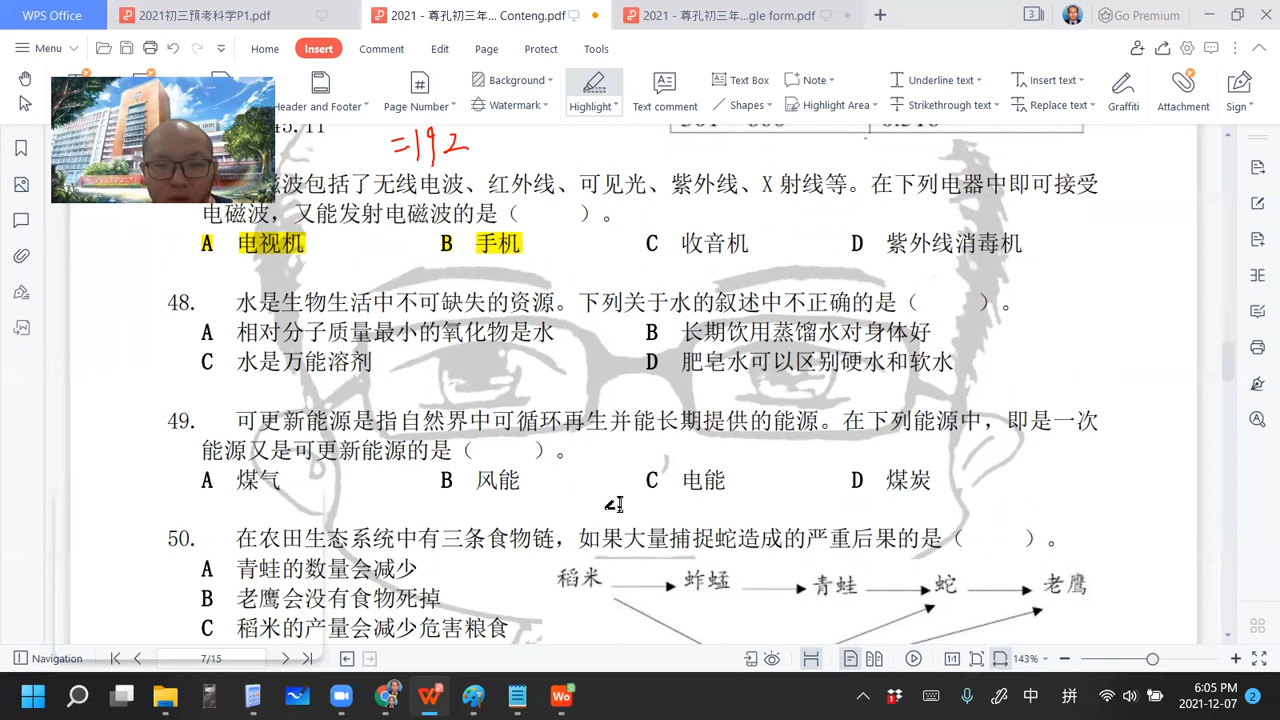 WPS Office
2021初三预考科学P1.pdf
2021 - 尊孔初三年... Conteng.pdf
2021 - 尊孔初三年...gle form.pdf
3
Go Premium
Menu
Home
Insert
Comment
Edit
Page
Protect
Tools
Header and Footer
Page Number
Background
Watermark
Highlight
Text comment
Text Box
Shapes
Note
Highlight Area
Underline text
Strikethrough text
Insert text
Replace text
Graffiti
Attachment
Sign
=192
磁波包括了无线电波、红外线、可见光、紫外线、X 射线等。在下列电器中即可接受
电磁波，又能发射电磁波的是（ ）。
A 电视机 B 手机 C 收音机 D 紫外线消毒机
48. 水是生物生活中不可缺失的资源。下列关于水的叙述中不正确的是（ ）。
A 相对分子质量最小的氧化物是水 B 长期饮用蒸馏水对身体好
C 水是万能溶剂 D 肥皂水可以区别硬水和软水
49. 可更新能源是指自然界中可循环再生并能长期提供的能源。在下列能源中，即是一次
能源又是可更新能源的是（ ）。
A 煤气 B 风能 C 电能 D 煤炭
50. 在农田生态系统中有三条食物链，如果大量捕捉蛇造成的严重后果的是（ ）。
A 青蛙的数量会减少
稻米 蚱蜢 青蛙 蛇 老鹰
B 老鹰会没有食物死掉
C 稻米的产量会减少危害粮食
Navigation
7/15
143%
中
拼
6:05 PM
2021-12-07
2